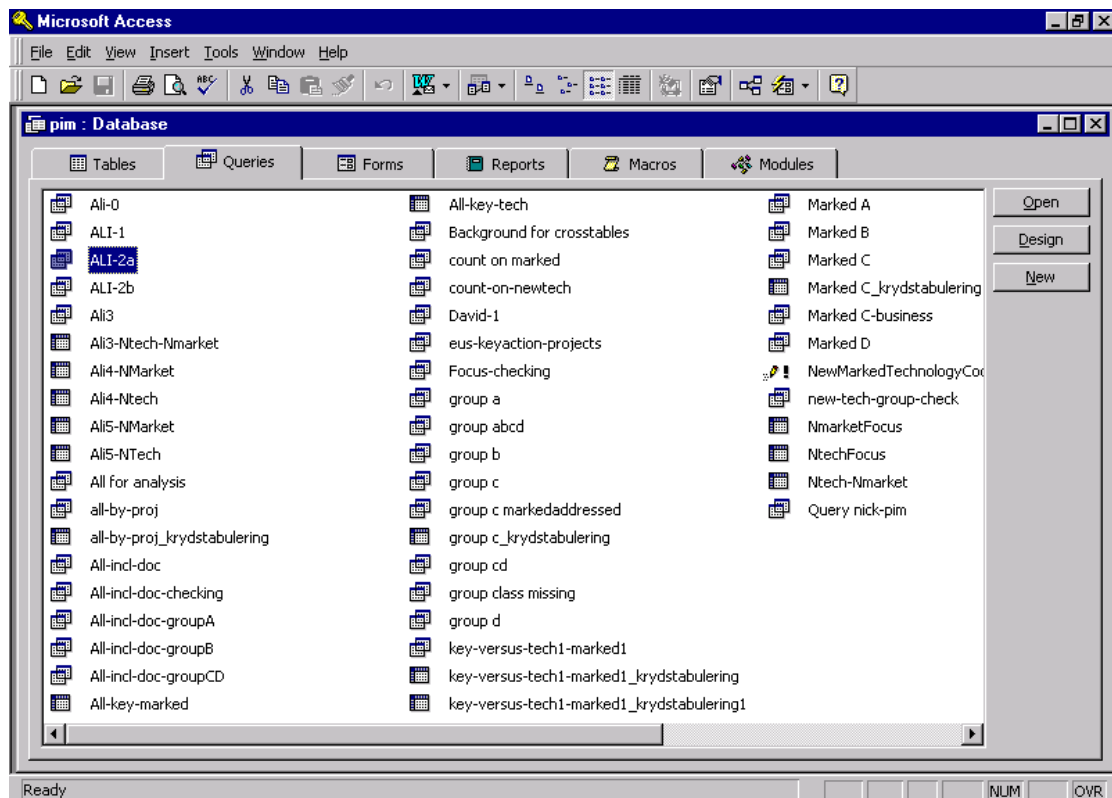 Microsoft Access
File Edit View Insert Tools Window Help
ABC
pim : Database
Tables Queries Forms Reports Macros Modules
Ali-0
ALI-1
ALI-2a
ALI-2b
Ali3
Ali3-Ntech-Nmarket
Ali4-NMarket
Ali4-Ntech
Ali5-NMarket
Ali5-NTech
All for analysis
all-by-proj
all-by-proj_krydstabulering
All-incl-doc
All-incl-doc-checking
All-incl-doc-groupA
All-incl-doc-groupB
All-incl-doc-groupCD
All-key-marked
All-key-tech
Background for crosstables
count on marked
count-on-newtech
David-1
eus-keyaction-projects
Focus-checking
group a
group abcd
group b
group c
group c markedaddressed
group c_krydstabulering
group cd
group class missing
group d
key-versus-tech1-marked1
key-versus-tech1-marked1_krydstabulering
key-versus-tech1-marked1_krydstabulering1
Marked A
Marked B
Marked C
Marked C_krydstabulering
Marked C-business
Marked D
NewMarkedTechnologyCo
new-tech-group-check
NmarketFocus
NtechFocus
Ntech-Nmarket
Query nick-pim
Open
Design
New
Ready NUM OVR